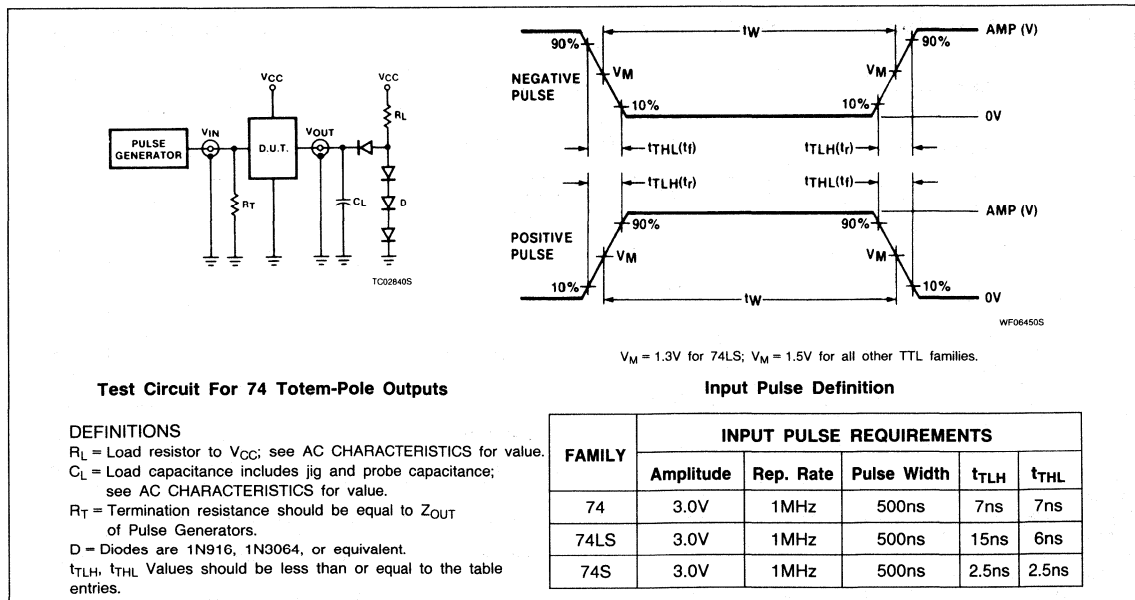 VCC
VCC
RL
PULSE
GENERATOR
VIN
D.U.T.
VOUT
RT
CL
D
TC02840S
tW
AMP (V)
90%
90%
NEGATIVE
PULSE
VM
VM
10%
10%
0V
tTHL(tf)
tTLH(tr)
tTLH(tr)
tTHL(tf)
AMP (V)
90%
90%
POSITIVE
PULSE
VM
VM
10%
10%
tW
0V
WF06450S
VM = 1.3V for 74LS; VM = 1.5V for all other TTL families.
Test Circuit For 74 Totem-Pole Outputs
Input Pulse Definition
DEFINITIONS
RL = Load resistor to VCC; see AC CHARACTERISTICS for value.
CL = Load capacitance includes jig and probe capacitance;
see AC CHARACTERISTICS for value.
RT = Termination resistance should be equal to ZOUT
of Pulse Generators.
D = Diodes are 1N916, 1N3064, or equivalent.
tTLH, tTHL Values should be less than or equal to the table
entries.
FAMILY INPUT PULSE REQUIREMENTS
Amplitude Rep. Rate Pulse Width tTLH tTHL
74 3.0V 1MHz 500ns 7ns 7ns
74LS 3.0V 1MHz 500ns 15ns 6ns
74S 3.0V 1MHz 500ns 2.5ns 2.5ns